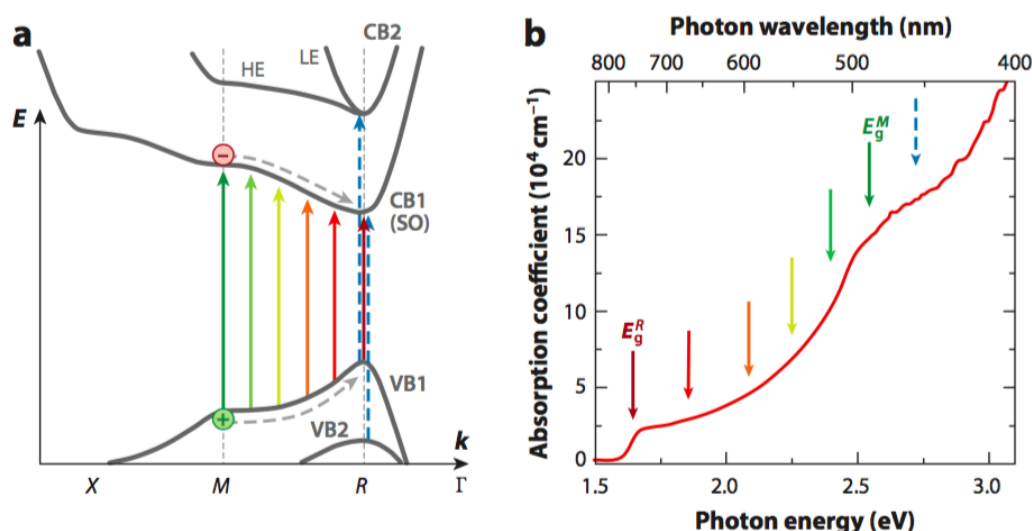 a
E
HE
LE
CB2
−
CB1
(SO)
VB1
+
VB2
k
X
M
R
Γ
b
Photon wavelength (nm)
800
700
600
500
400
Absorption coefficient (10⁴ cm⁻¹)
20
15
10
5
0
E_g^R
E_g^M
1.5
2.0
2.5
3.0
Photon energy (eV)